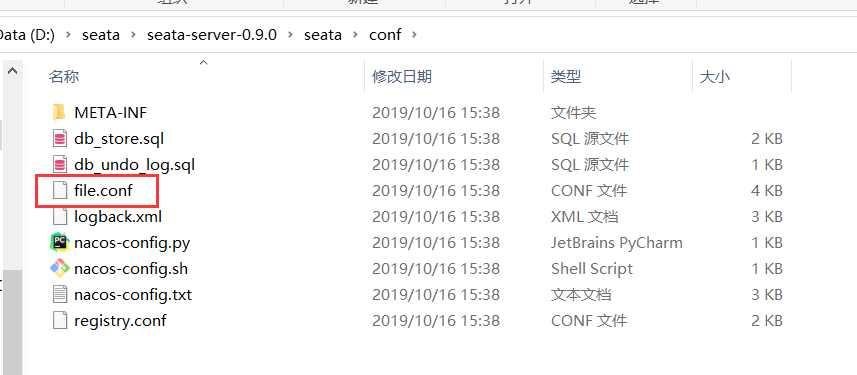 Data (D:) › seata › seata-server-0.9.0 › seata › conf ›
名称 修改日期 类型 大小
META-INF 2019/10/16 15:38 文件夹
db_store.sql 2019/10/16 15:38 SQL 源文件 2 KB
db_undo_log.sql 2019/10/16 15:38 SQL 源文件 1 KB
file.conf 2019/10/16 15:38 CONF 文件 4 KB
logback.xml 2019/10/16 15:38 XML 文档 3 KB
nacos-config.py 2019/10/16 15:38 JetBrains PyCharm 1 KB
nacos-config.sh 2019/10/16 15:38 Shell Script 1 KB
nacos-config.txt 2019/10/16 15:38 文本文档 3 KB
registry.conf 2019/10/16 15:38 CONF 文件 2 KB